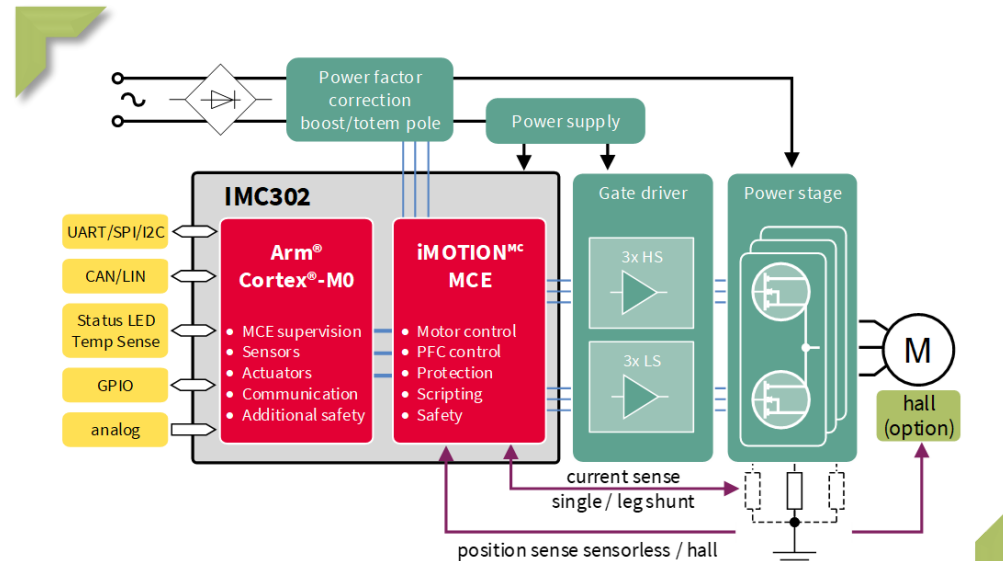 Power factor
correction
boost/totem pole
Power supply
IMC302
Gate driver
Power stage
UART/SPI/I2C
CAN/LIN
Status LED
Temp Sense
GPIO
analog
Arm®
Cortex®-M0
• MCE supervision
• Sensors
• Actuators
• Communication
• Additional safety
iMOTION™
MCE
• Motor control
• PFC control
• Protection
• Scripting
• Safety
3x HS
3x LS
M
hall
(option)
current sense
single / leg shunt
position sense sensorless / hall